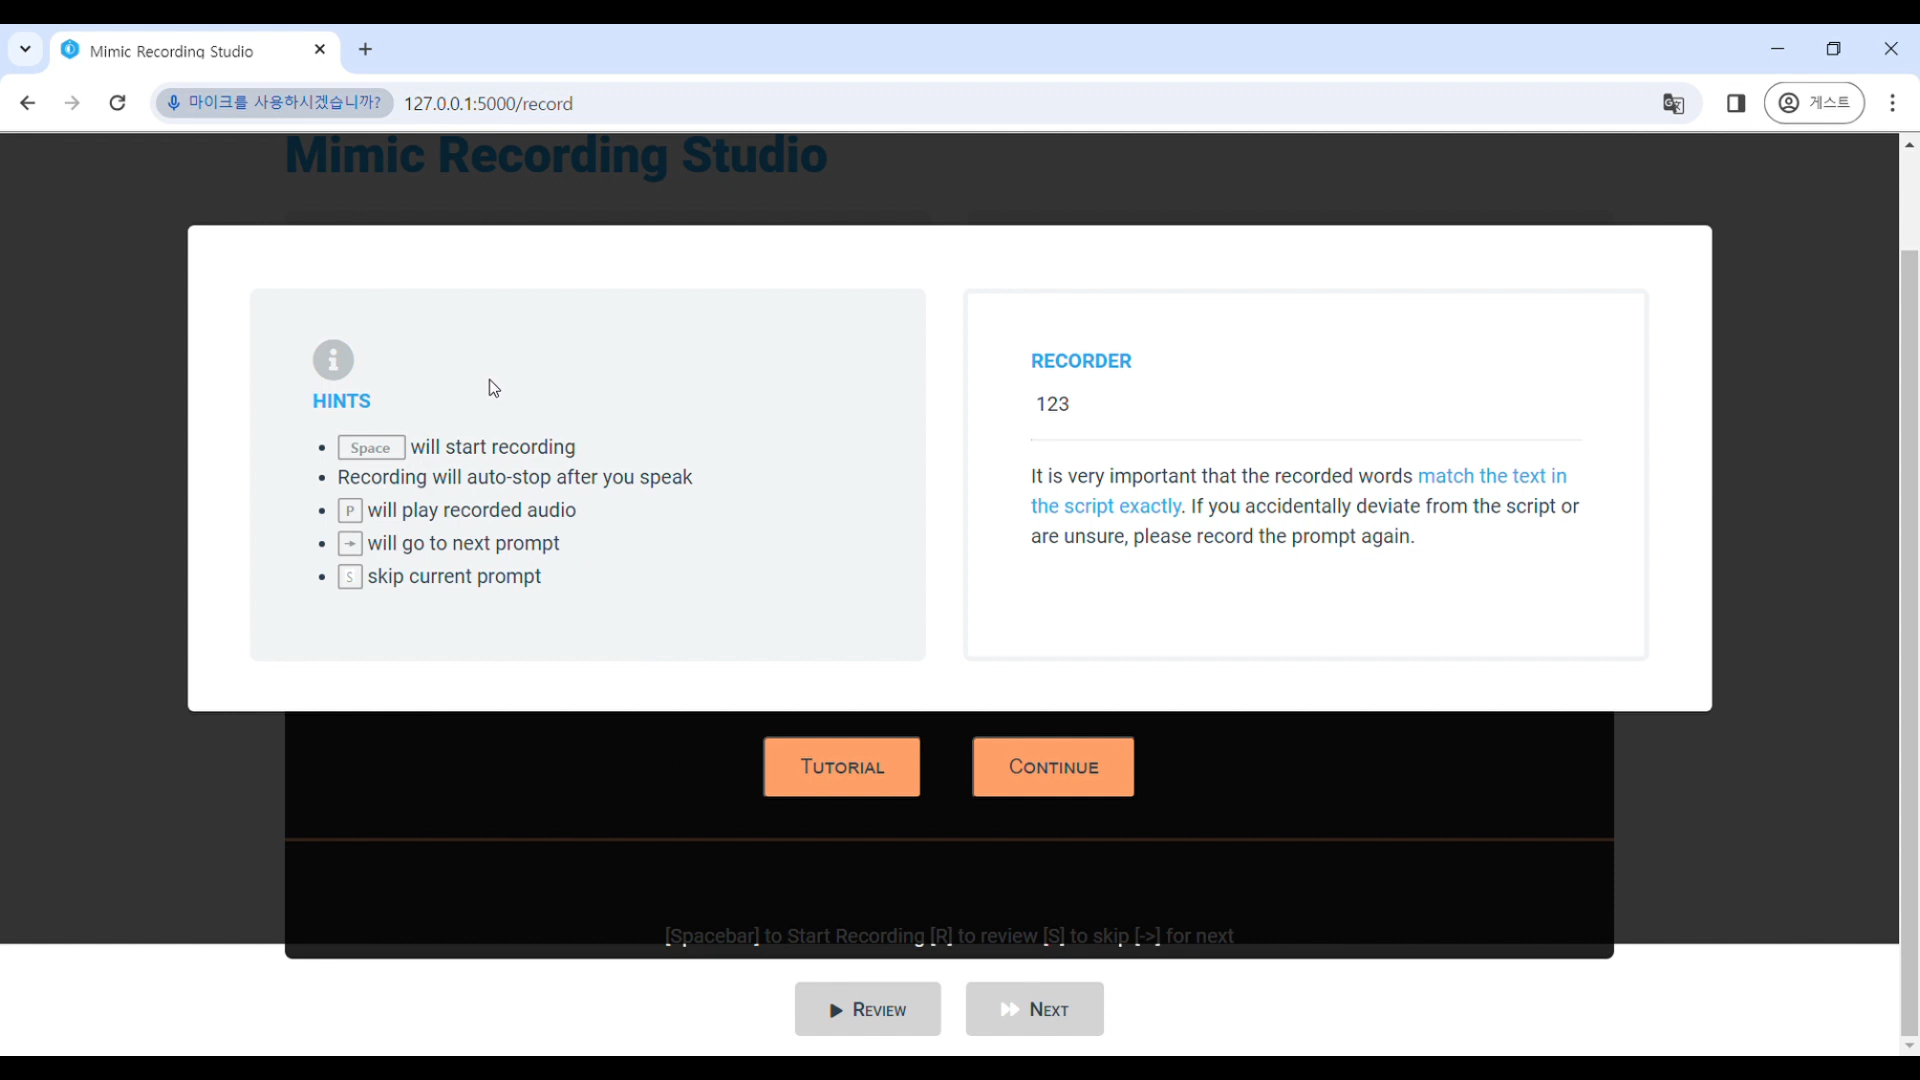 Mimic Recording Studio
마이크를 사용하시겠습니까? 127.0.0.1:5000/record 게스트
Mimic Recording Studio
HINTS
Space will start recording
Recording will auto-stop after you speak
P will play recorded audio
→ will go to next prompt
S skip current prompt
RECORDER
123
It is very important that the recorded words match the text in
the script exactly. If you accidentally deviate from the script or
are unsure, please record the prompt again.
TUTORIAL CONTINUE
[Spacebar] to Start Recording [R] to review [S] to skip [->] for next
REVIEW NEXT